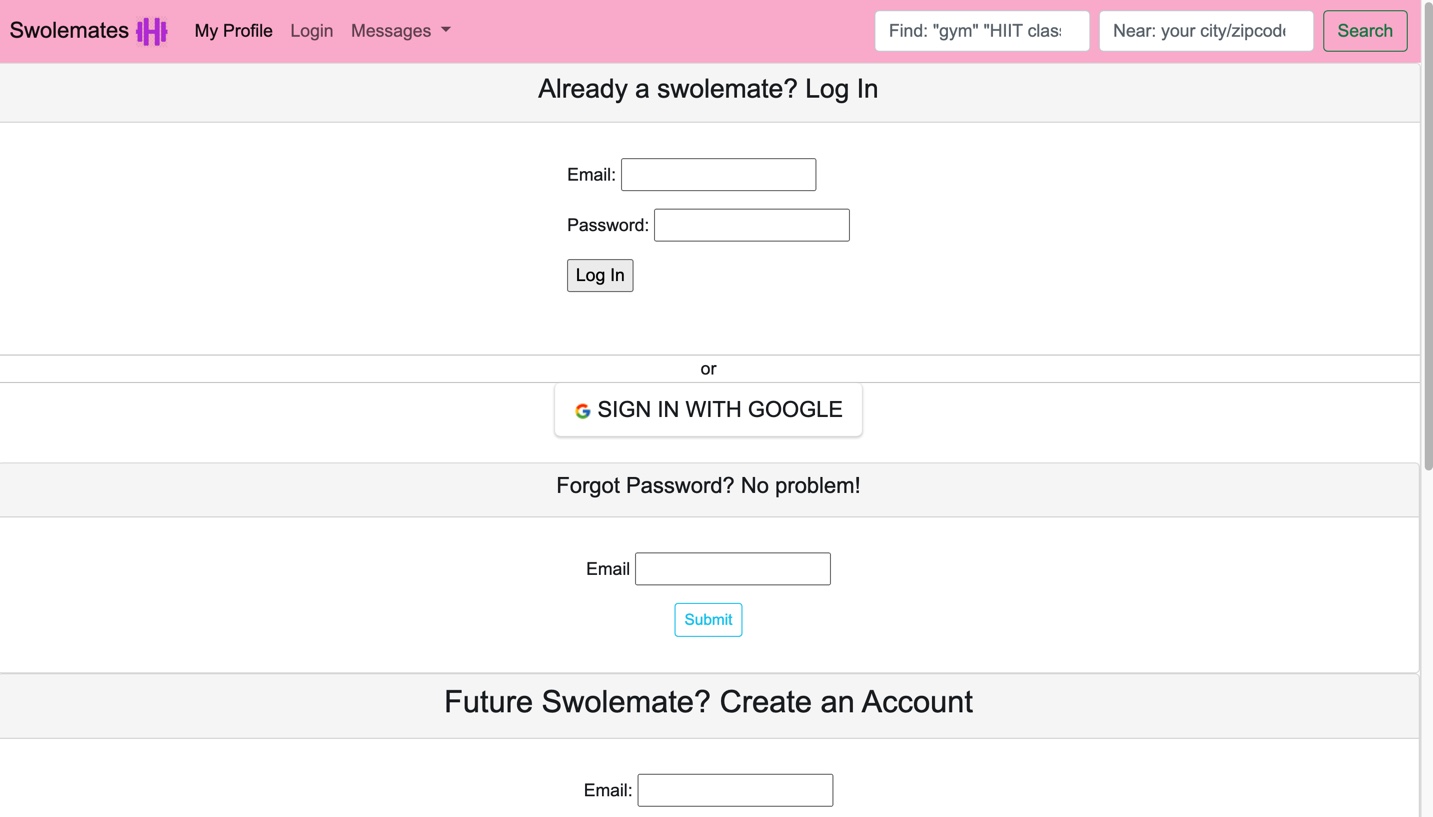 Swolemates My Profile Login Messages Find: "gym" "HIIT clas Near: your city/zipcod Search
Already a swolemate? Log In
Email:
Password:
Log In
or
SIGN IN WITH GOOGLE
Forgot Password? No problem!
Email
Submit
Future Swolemate? Create an Account
Email: